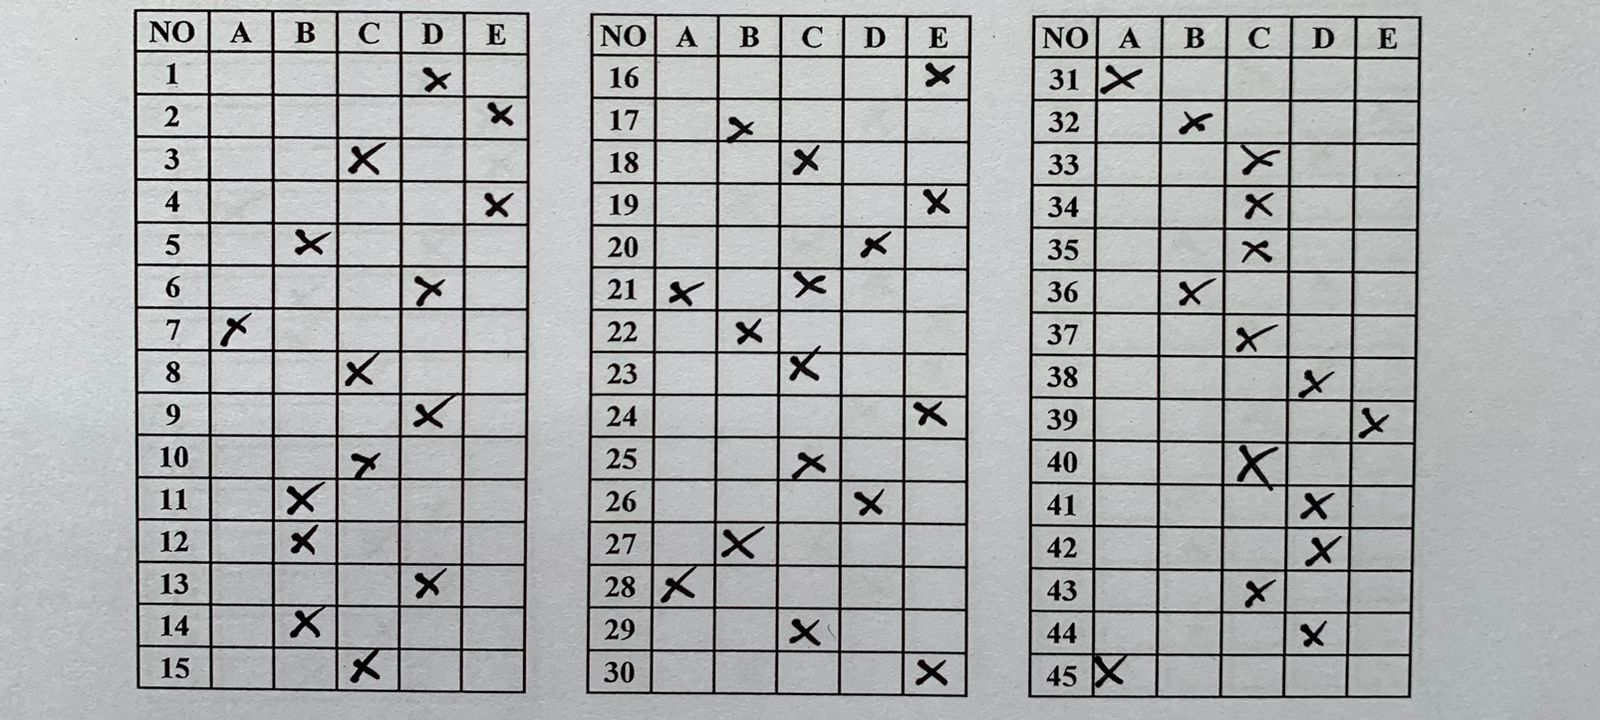 NO A B C D E
1 X
2 X
3 X
4 X
5 X
6 X
7 X
8 X
9 X
10 X
11 X
12 X
13 X
14 X
15 X
NO A B C D E
16 X
17 X
18 X
19 X
20 X
21 X X
22 X
23 X
24 X
25 X
26 X
27 X
28 X
29 X
30 X
NO A B C D E
31 X
32 X
33 X
34 X
35 X
36 X
37 X
38 X
39 X
40 X
41 X
42 X
43 X
44 X
45 X